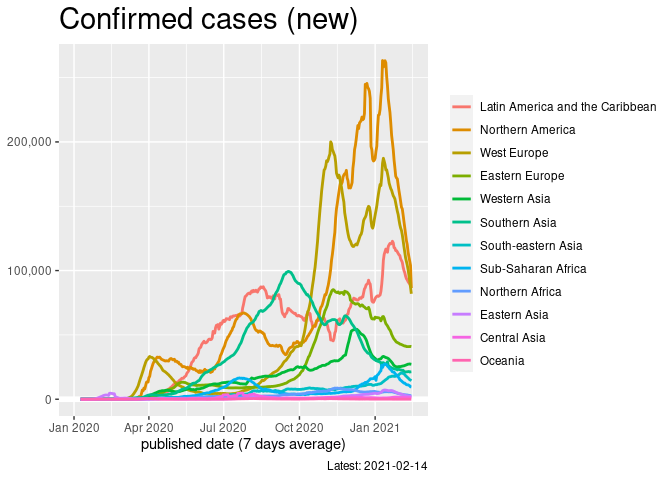 Confirmed cases (new)
200,000
100,000
0
Jan 2020
Apr 2020
Jul 2020
Oct 2020
Jan 2021
published date (7 days average)
Latest: 2021-02-14
Latin America and the Caribbean
Northern America
West Europe
Eastern Europe
Western Asia
Southern Asia
South-eastern Asia
Sub-Saharan Africa
Northern Africa
Eastern Asia
Central Asia
Oceania